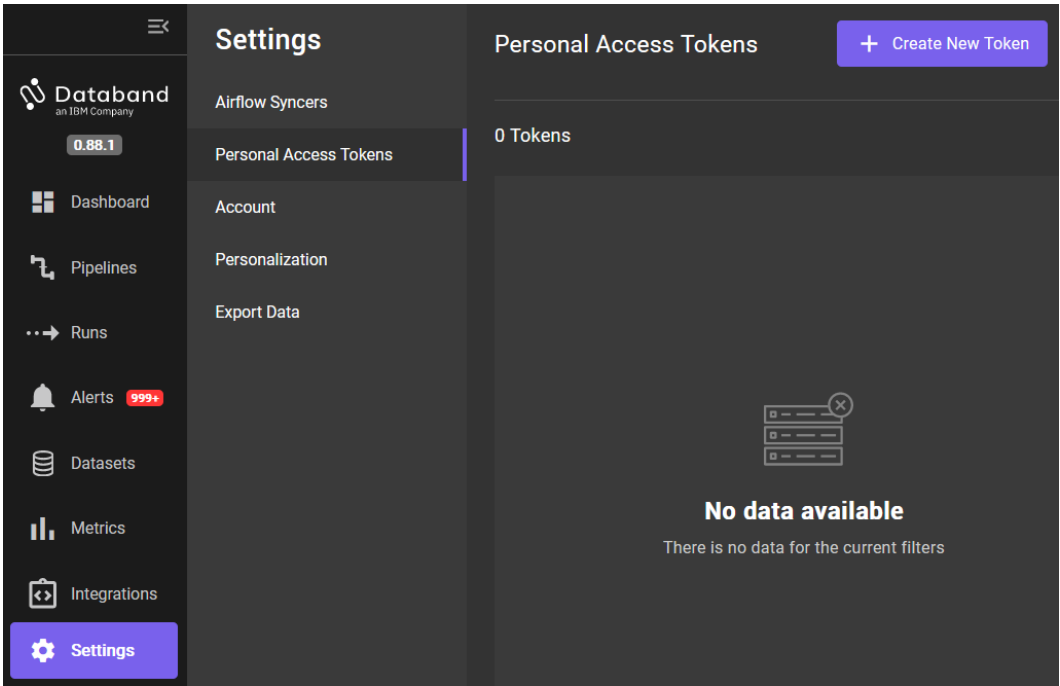 Databand
an IBM Company
0.88.1
Dashboard
Pipelines
Runs
Alerts 999+
Datasets
Metrics
Integrations
Settings
Settings
Airflow Syncers
Personal Access Tokens
Account
Personalization
Export Data
Personal Access Tokens
+ Create New Token
0 Tokens
No data available
There is no data for the current filters